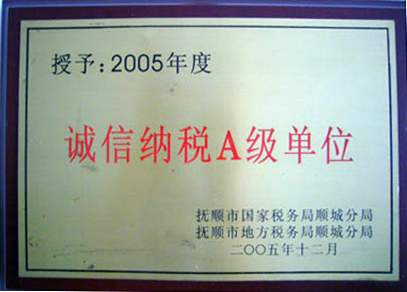 授予:2005年度
诚信纳税A级单位
抚顺市国家税务局顺城分局
抚顺市地方税务局顺城分局
二〇〇五年十二月